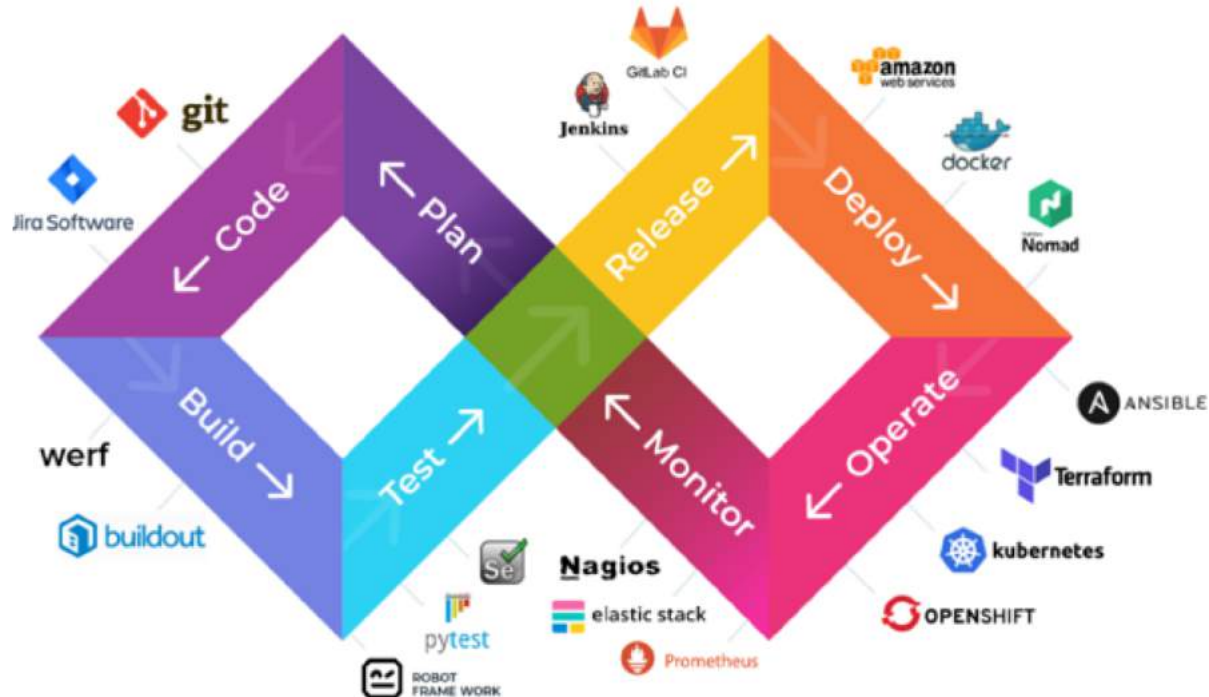 GitLab CI
Jenkins
amazon
web services
git
docker
Jira Software
Nomad
Code
Plan
Release
Deploy
Build
Test
Monitor
Operate
ANSIBLE
werf
Terraform
buildout
Se
Nagios
kubernetes
elastic stack
OPENSHIFT
pytest
Prometheus
ROBOT
FRAME WORK